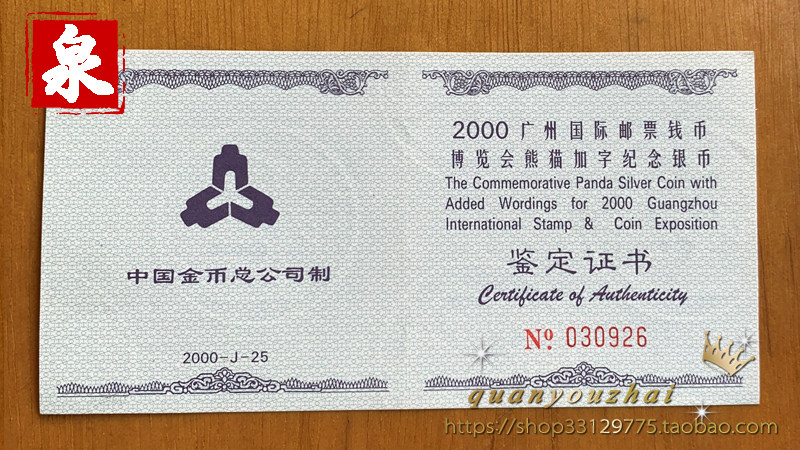 泉
中国金币总公司制
2000-J-25
2000 广州国际邮票钱币
博览会熊猫加字纪念银币
The Commemorative Panda Silver Coin with
Added Wordings for 2000 Guangzhou
International Stamp & Coin Exposition
鉴定证书
Certificate of Authenticity
Nº. 030926
quanyouzhai
https://shop33129775.taobao.com